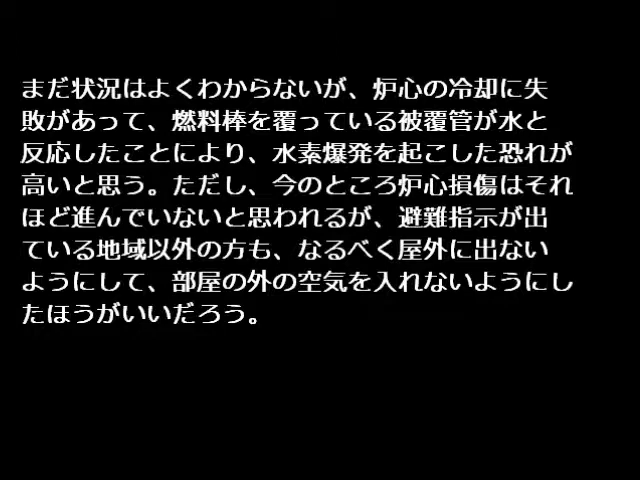 まだ状況はよくわからないが、炉心の冷却に失
敗があって、燃料棒を覆っている被覆管が水と
反応したことにより、水素爆発を起こした恐れが
高いと思う。ただし、今のところ炉心損傷はそれ
ほど進んでいないと思われるが、避難指示が出
ている地域以外の方も、なるべく屋外に出ない
ようにして、部屋の外の空気を入れないようにし
たほうがいいだろう。